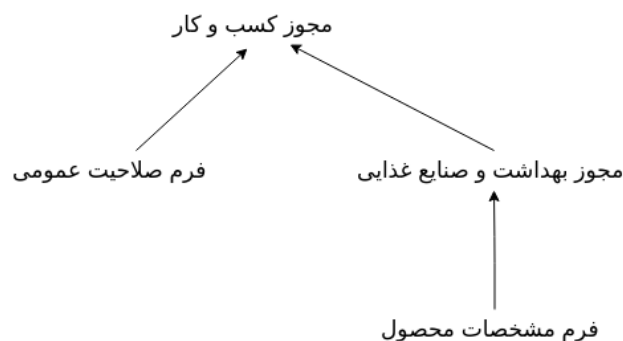 مجوز کسب و کار
فرم صلاحیت عمومی
مجوز بهداشت و صنایع غذایی
فرم مشخصات محصول